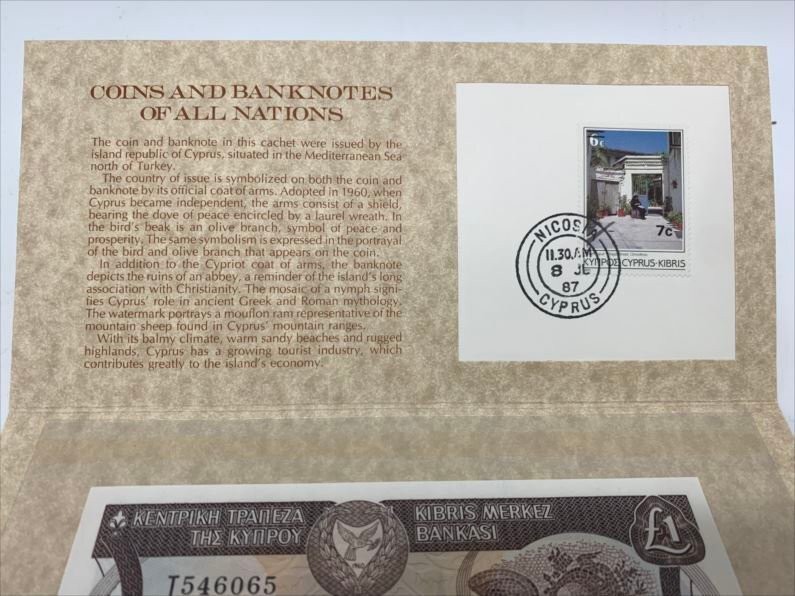 COINS AND BANKNOTES
OF ALL NATIONS
The coin and banknote in this cachet were issued by the
island republic of Cyprus, situated in the Mediterranean Sea
north of Turkey.
The country of issue is symbolized on both the coin and
banknote by its official coat of arms. Adopted in 1960, when
Cyprus became independent, the arms consist of a shield,
bearing the dove of peace encircled by a laurel wreath. In
the bird's beak is an olive branch, symbol of peace and
prosperity. The same symbolism is expressed in the portrayal
of the bird and olive branch that appears on the coin.
In addition to the Cypriot coat of arms, the banknote
depicts the ruins of an abbey, a reminder of the island's long
association with Christianity. The mosaic of a nymph signi-
fies Cyprus' role in ancient Greek and Roman mythology.
The watermark portrays a mouflon ram representative of the
mountain sheep found in Cyprus' mountain ranges.
With its balmy climate, warm sandy beaches and rugged
highlands, Cyprus has a growing tourist industry, which
contributes greatly to the island's economy.
6c
7c
ΚΥΠΡΟΣ CYPRUS·KIBRIS
NICOSIA
11.30.AM
8 JL
87
CYPRUS
ΚΕΝΤΡΙΚΗ ΤΡΑΠΕΖΑ
ΤΗΣ ΚΥΠΡΟΥ
KIBRIS MERKEZ
BANKASI
£1
1960
T546065